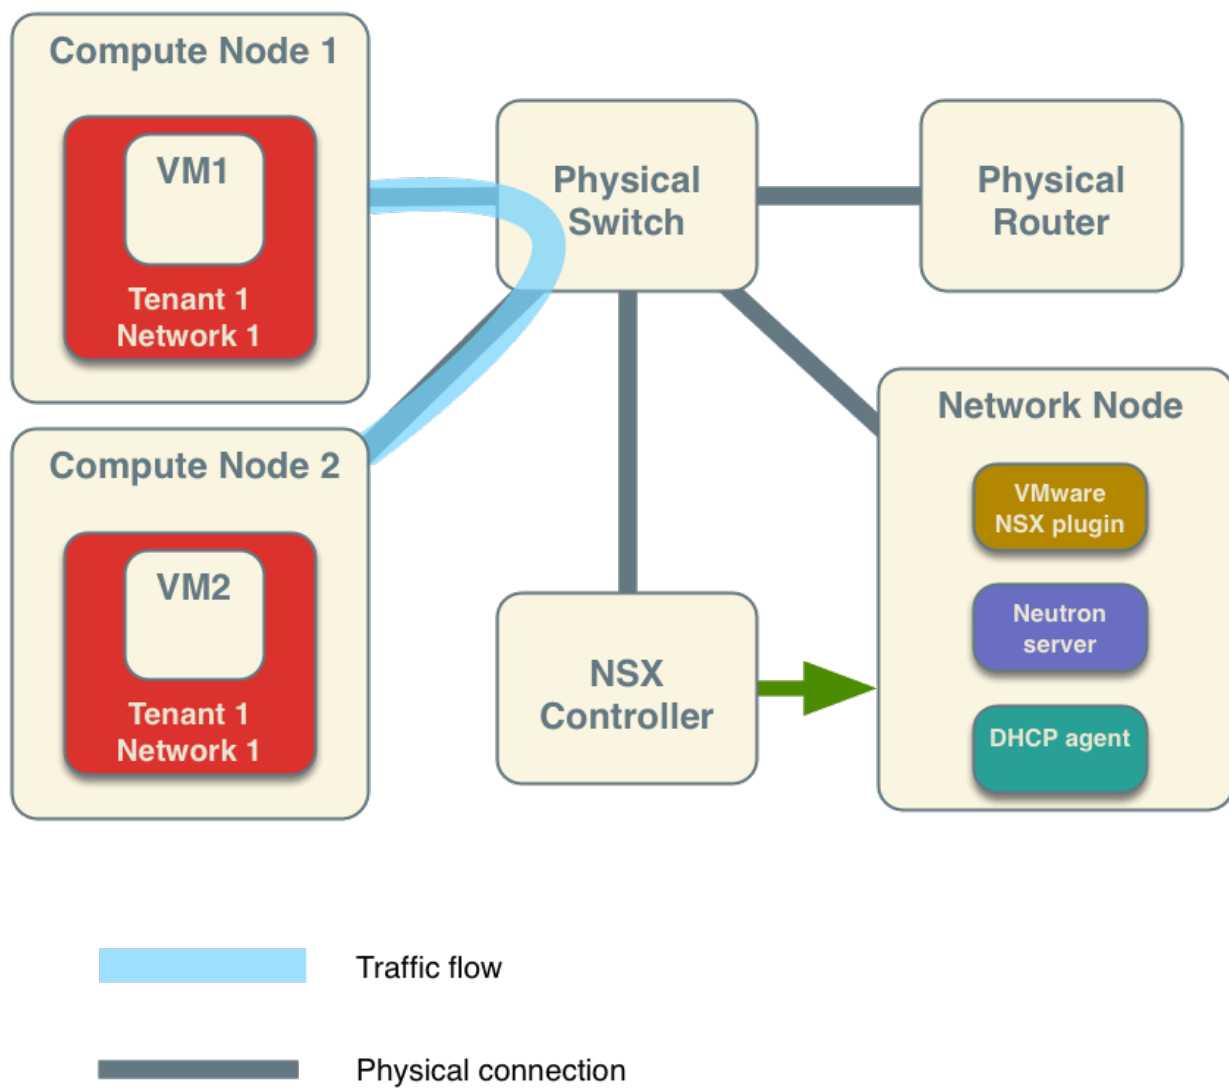 Compute Node 1
VM1
Tenant 1
Network 1
Physical
Switch
Physical
Router
Compute Node 2
VM2
Tenant 1
Network 1
NSX
Controller
Network Node
VMware
NSX plugin
Neutron
server
DHCP agent
Traffic flow
Physical connection